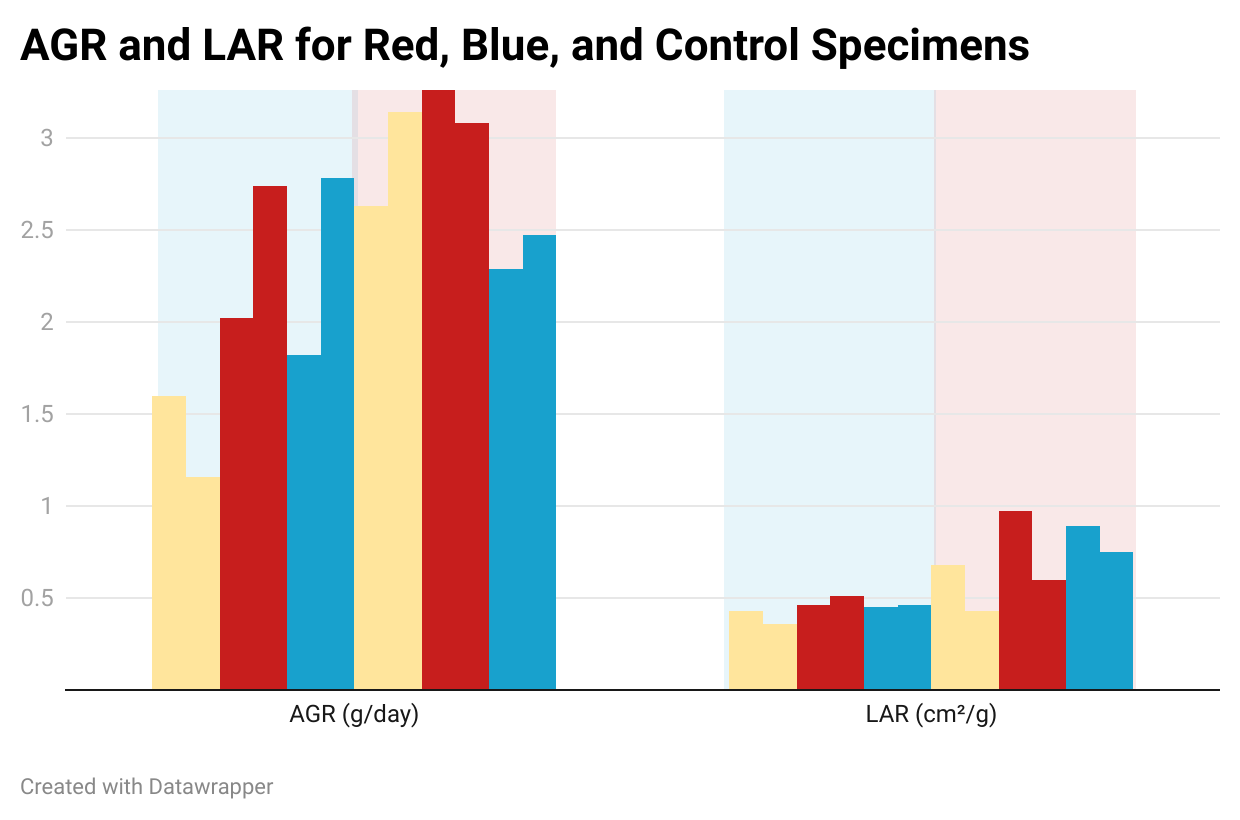 AGR and LAR for Red, Blue, and Control Specimens
3
2.5
2
1.5
1
0.5
AGR (g/day) LAR (cm²/g)
Created with Datawrapper